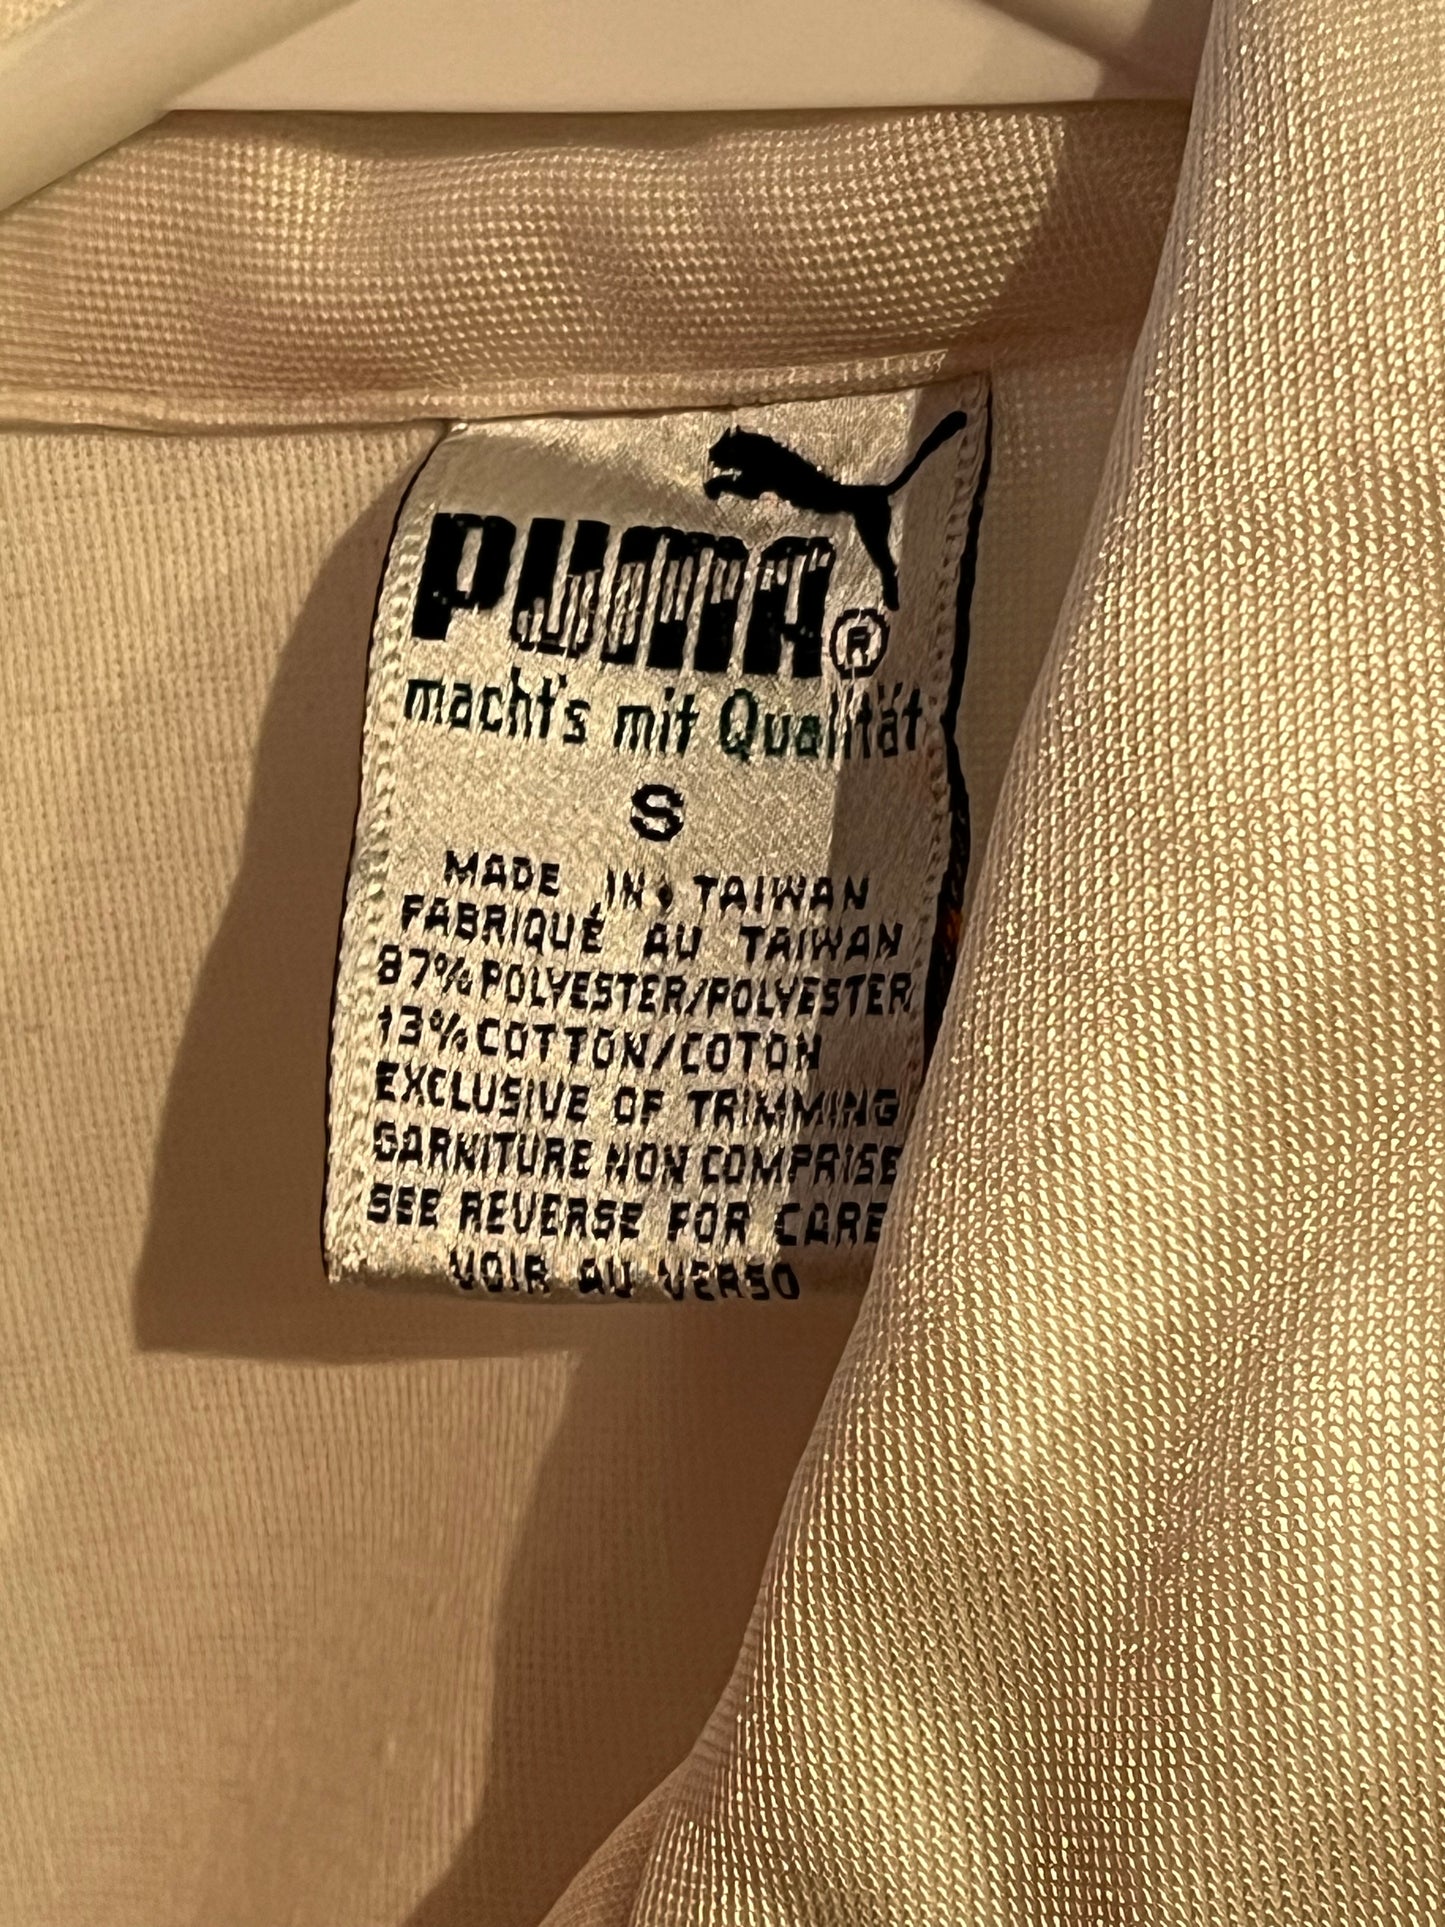 PUMA®
macht's mit Qualität
S
MADE IN TAIWAN
FABRIQUÉ AU TAIWAN
87% POLYESTER/POLYESTER
13% COTTON/COTON
EXCLUSIVE OF TRIMMING
GARNITURE NON COMPRISE
SEE REVERSE FOR CARE
VOIR AU VERSO